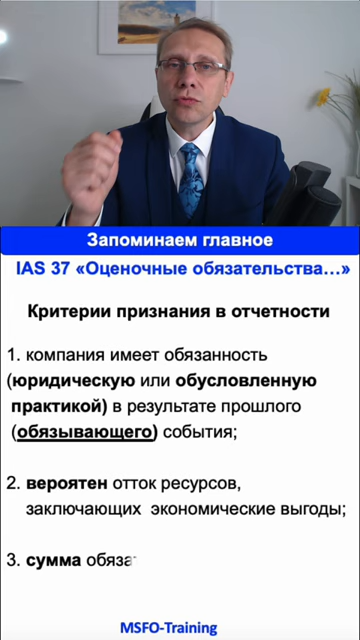 Запоминаем главное
IAS 37 «Оценочные обязательства...»
Критерии признания в отчетности
1. компания имеет обязанность
(юридическую или обусловленную
практикой) в результате прошлого
(обязывающего) события;
2. вероятен отток ресурсов,
заключающих экономические выгоды;
3. сумма
MSFO-Training